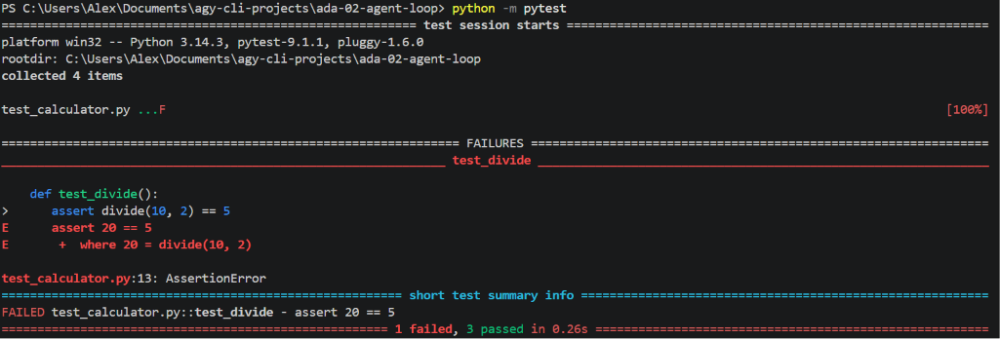 PS C:\Users\Alex\Documents\agy-cli-projects\ada-02-agent-loop> python -m pytest
================================================= test session starts =================================================
platform win32 -- Python 3.14.3, pytest-9.1.1, pluggy-1.6.0
rootdir: C:\Users\Alex\Documents\agy-cli-projects\ada-02-agent-loop
collected 4 items

test_calculator.py ...F [100%]

====================================================== FAILURES =======================================================
_____________________________________________________ test_divide _____________________________________________________

    def test_divide():
>      assert divide(10, 2) == 5
E      assert 20 == 5
E       +  where 20 = divide(10, 2)

test_calculator.py:13: AssertionError
=============================================== short test summary info ===============================================
FAILED test_calculator.py::test_divide - assert 20 == 5
============================================= 1 failed, 3 passed in 0.26s =============================================